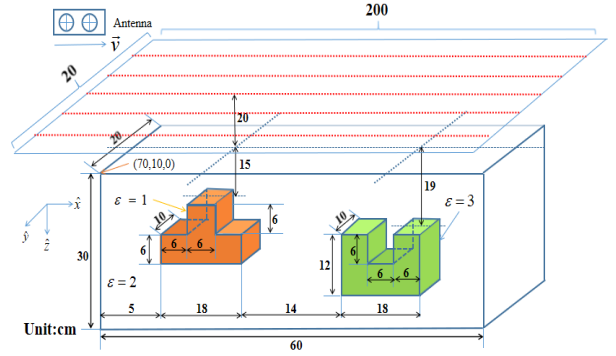 Antenna
200
v⃗
20
20
20
(70,10,0)
15
19
ε = 1
ε = 3
x̂
ŷ
ẑ
10
6
10
6
6
6
6
12
6
6
30
ε = 2
5
18
14
18
Unit:cm
60